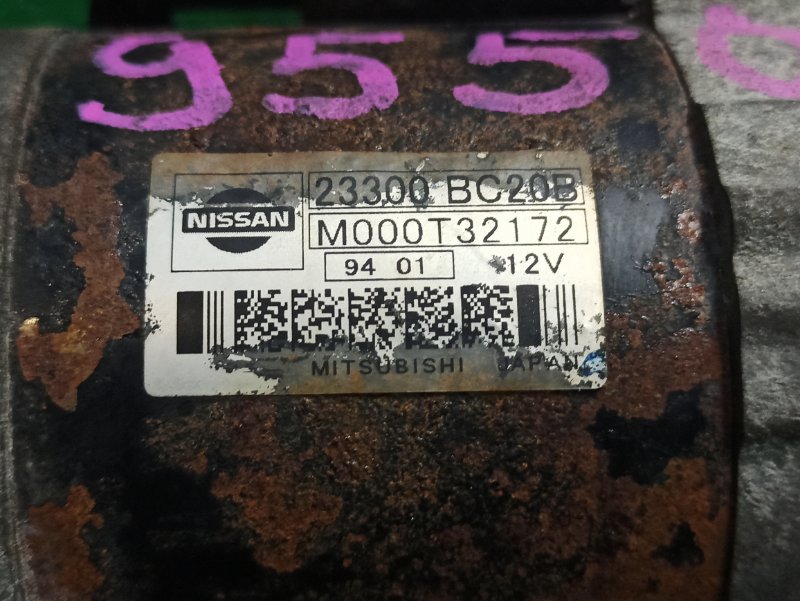 955
NISSAN
23300 BC20B
M000T32172
94 01 12V
MITSUBISHI JAPAN